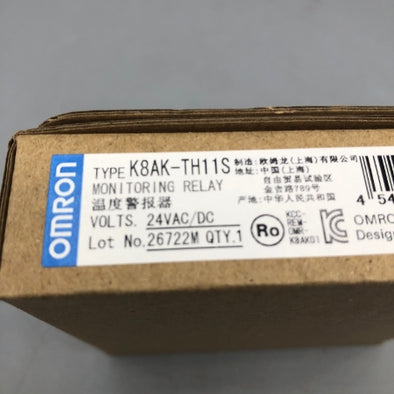 OMRON
TYPE K8AK-TH11S
MONITORING RELAY
温度警报器
VOLTS. 24VAC/DC
Lot No. 26722M QTY.1
制造: 欧姆龙(上海)有
地址: 中国(上海)
自由贸易试验区
金吉路789号
产地: 中华人民共和国
Ro
KCC-
REM-
OMR-
K8AK01
4 54
OMRO
Design